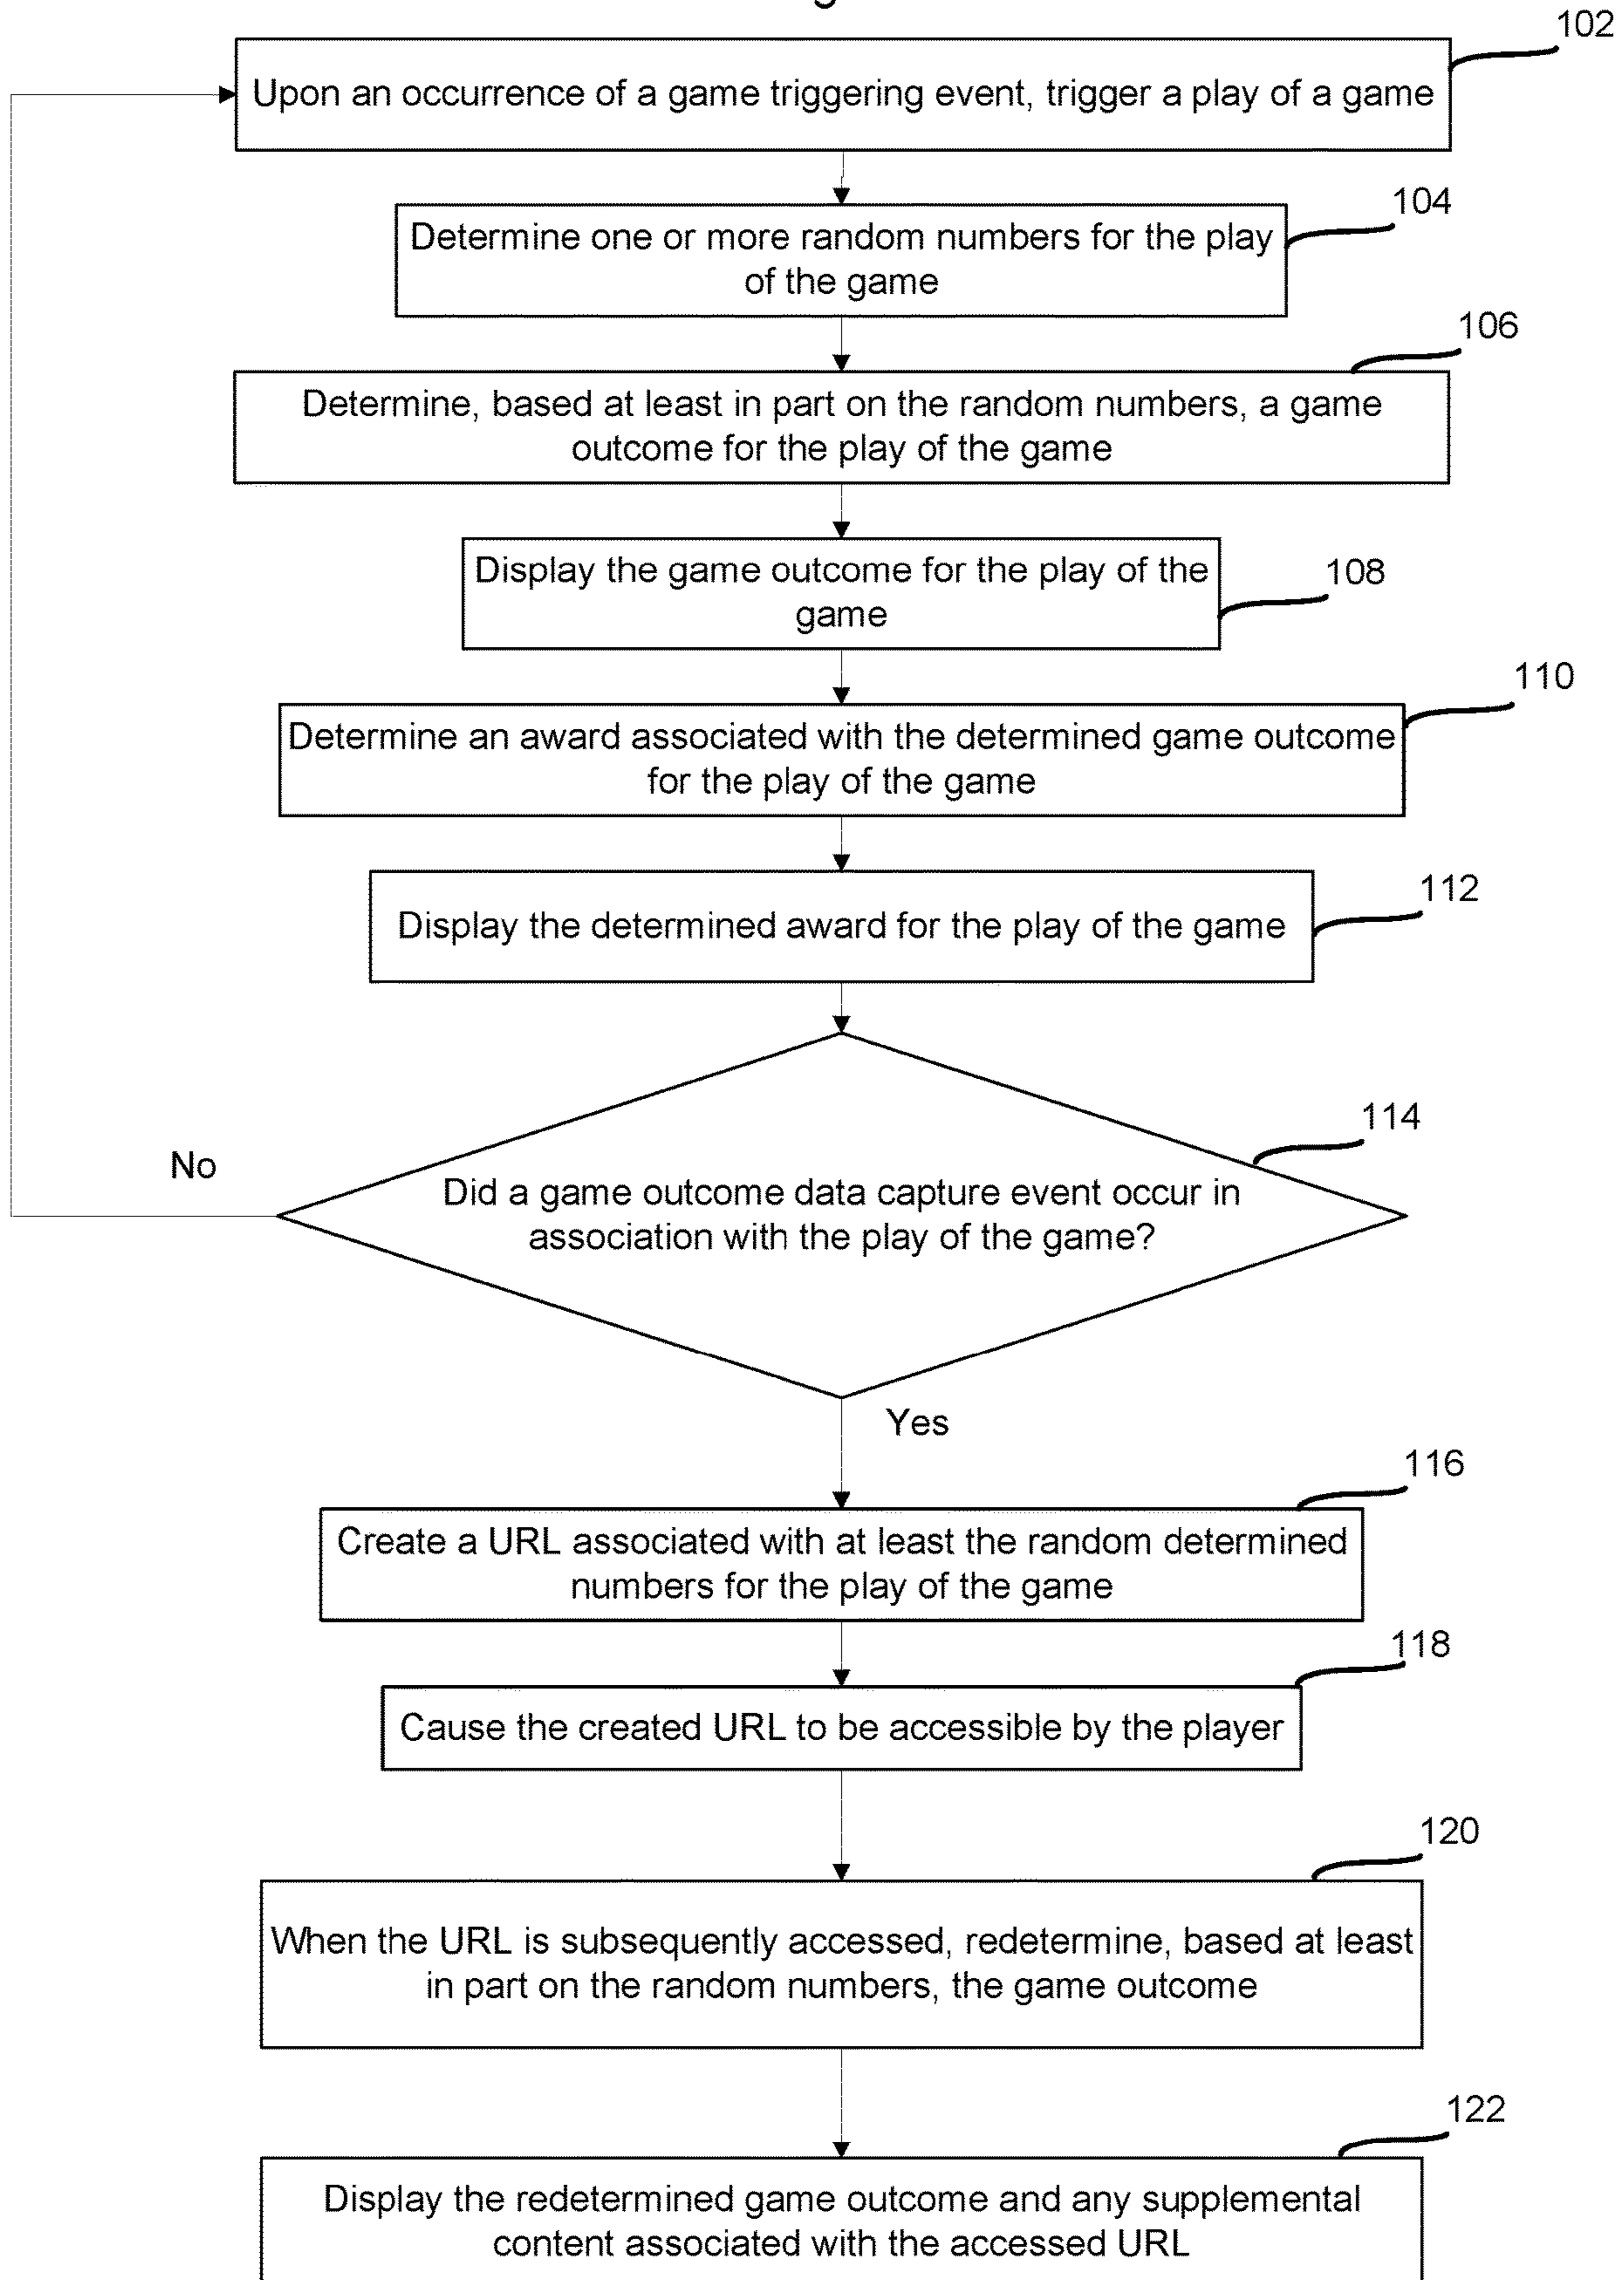 102
Upon an occurrence of a game triggering event, trigger a play of a game
104
Determine one or more random numbers for the play
of the game
106
Determine, based at least in part on the random numbers, a game
outcome for the play of the game
Display the game outcome for the play of the
game
108
110
Determine an award associated with the determined game outcome
for the play of the game
112
Display the determined award for the play of the game
114
No
Did a game outcome data capture event occur in
association with the play of the game?
Yes
116
Create a URL associated with at least the random determined
numbers for the play of the game
118
Cause the created URL to be accessible by the player
120
When the URL is subsequently accessed, redetermine, based at least
in part on the random numbers, the game outcome
122
Display the redetermined game outcome and any supplemental
content associated with the accessed URL